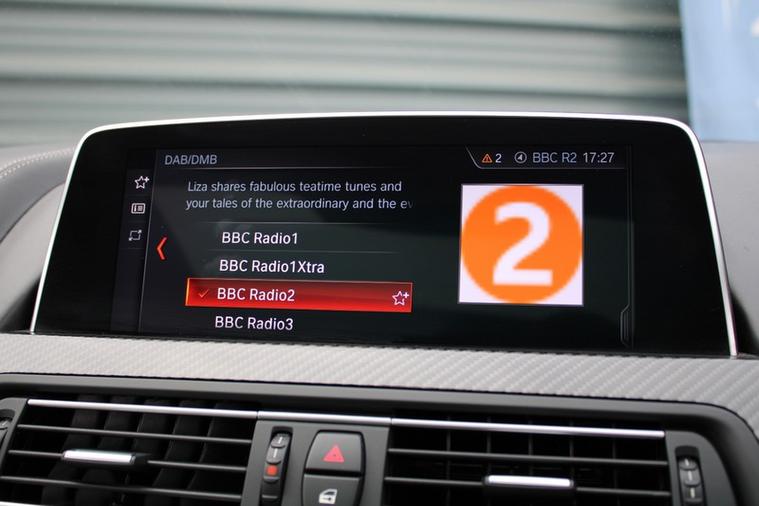 DAB/DMB
2 BBC R2 17:27
Liza shares fabulous teatime tunes and
your tales of the extraordinary and the
BBC Radio1
BBC Radio1Xtra
BBC Radio2
BBC Radio3
2